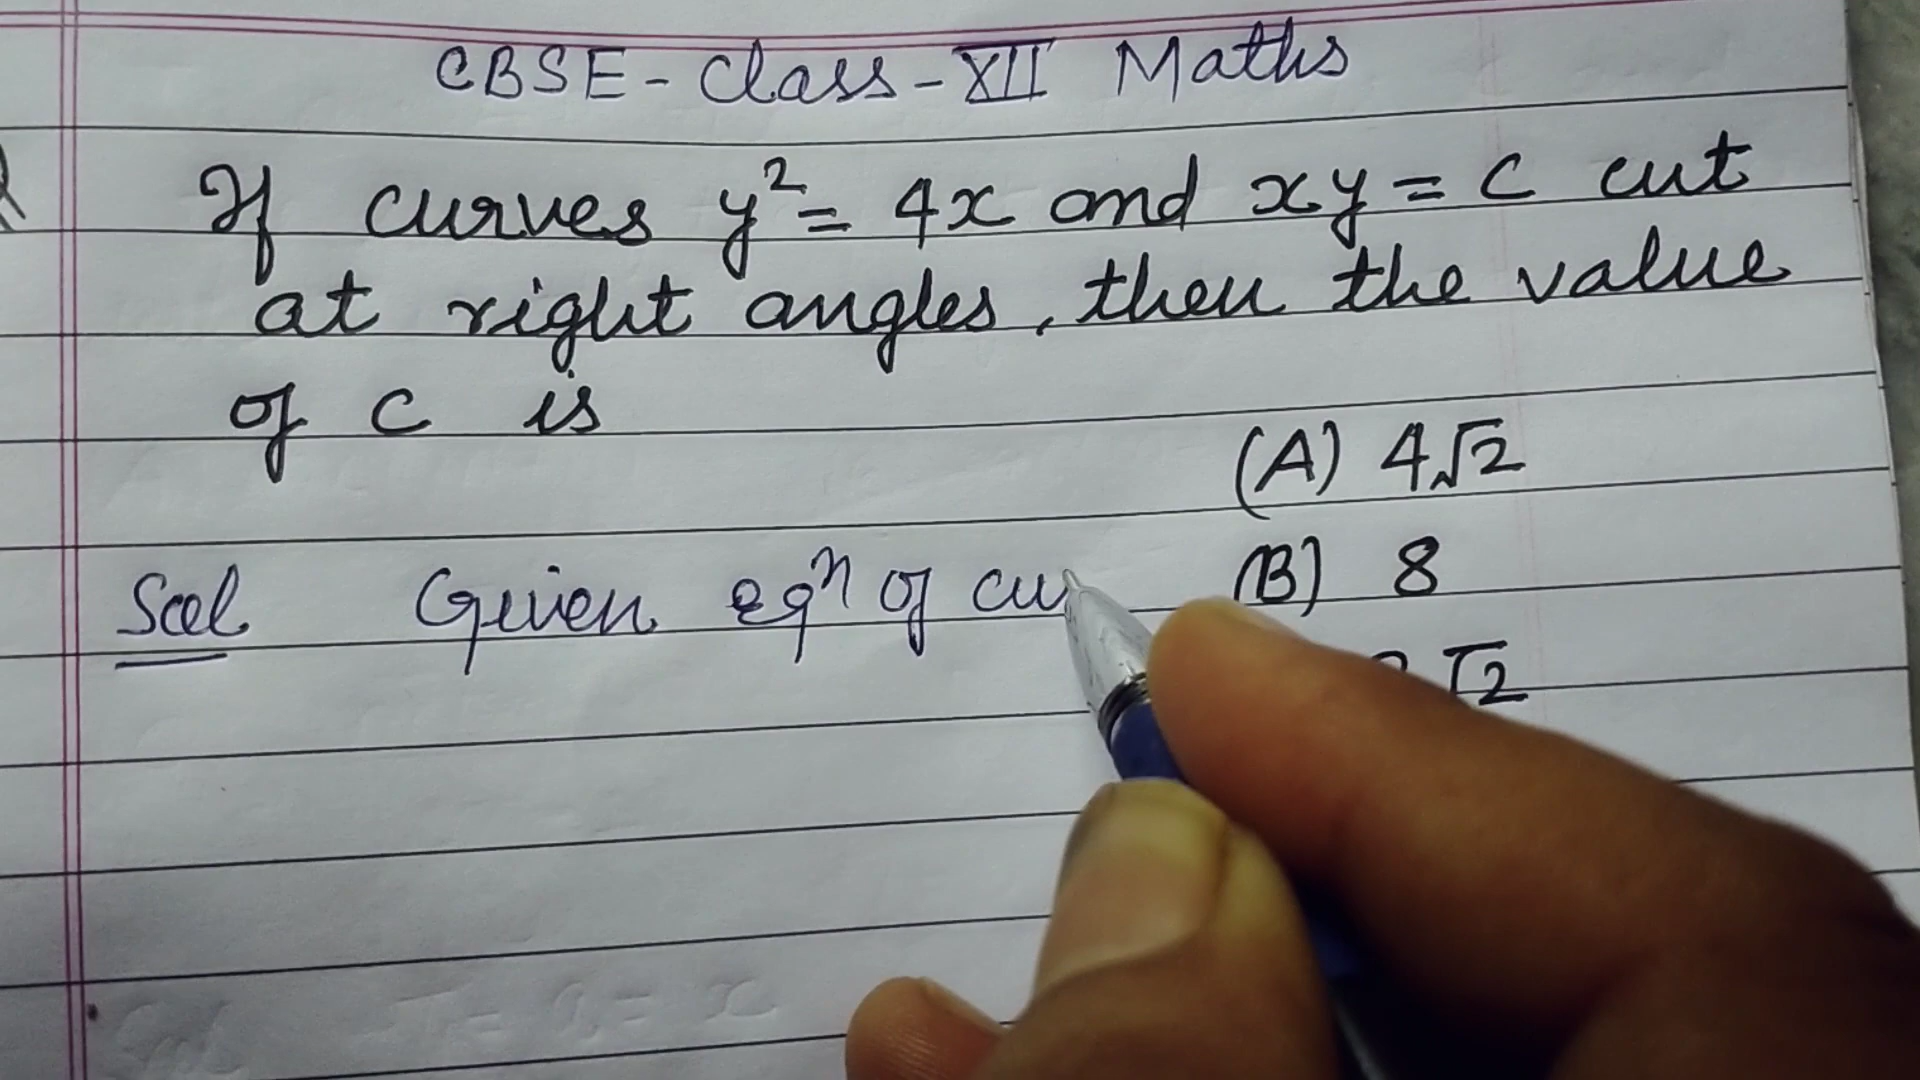 CBSE - Class - XII Maths
If curves y² = 4x and xy = c cut
at right angles, then the value
of c is
(A) 4√2
(B) 8
√2
Sol Given eqⁿ of cu